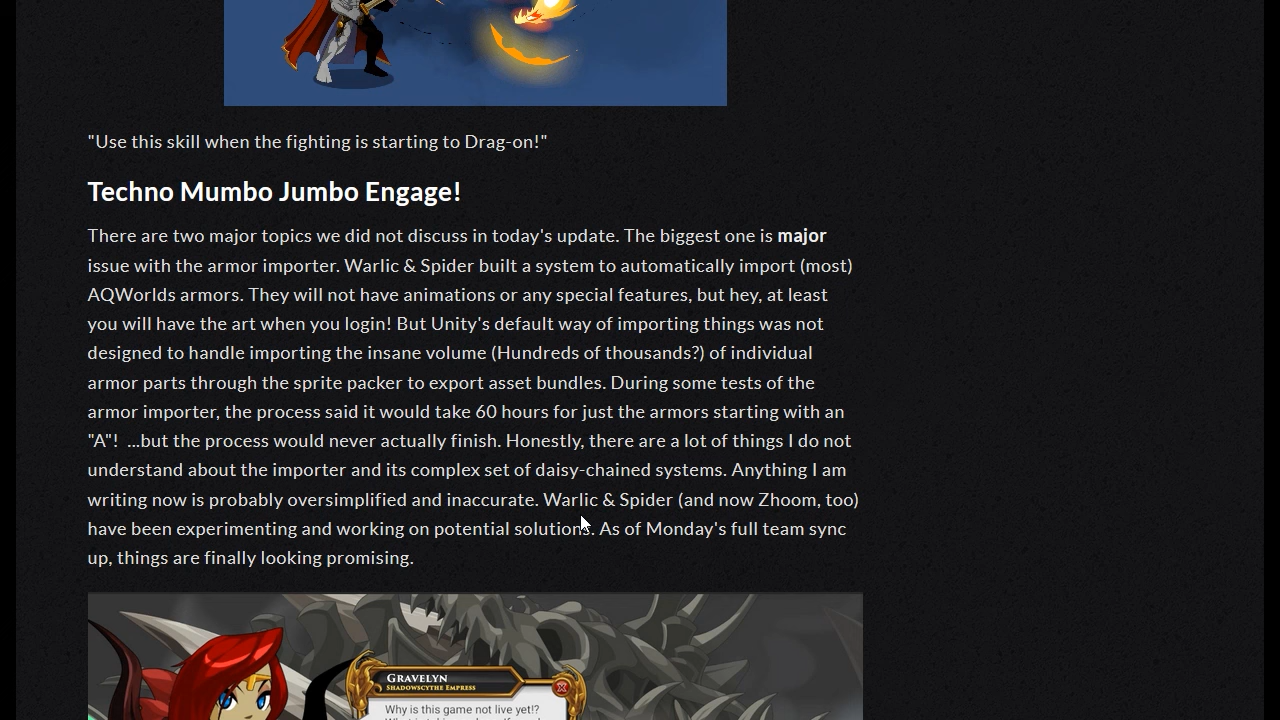 "Use this skill when the fighting is starting to Drag-on!"
Techno Mumbo Jumbo Engage!
There are two major topics we did not discuss in today's update. The biggest one is major
issue with the armor importer. Warlic & Spider built a system to automatically import (most)
AQWorlds armors. They will not have animations or any special features, but hey, at least
you will have the art when you login! But Unity's default way of importing things was not
designed to handle importing the insane volume (Hundreds of thousands?) of individual
armor parts through the sprite packer to export asset bundles. During some tests of the
armor importer, the process said it would take 60 hours for just the armors starting with an
"A"!  ...but the process would never actually finish. Honestly, there are a lot of things I do not
understand about the importer and its complex set of daisy-chained systems. Anything I am
writing now is probably oversimplified and inaccurate. Warlic & Spider (and now Zhoom, too)
have been experimenting and working on potential solutions. As of Monday's full team sync
up, things are finally looking promising.
GRAVELYN
SHADOWSCYTHE EMPRESS
Why is this game not live yet!?